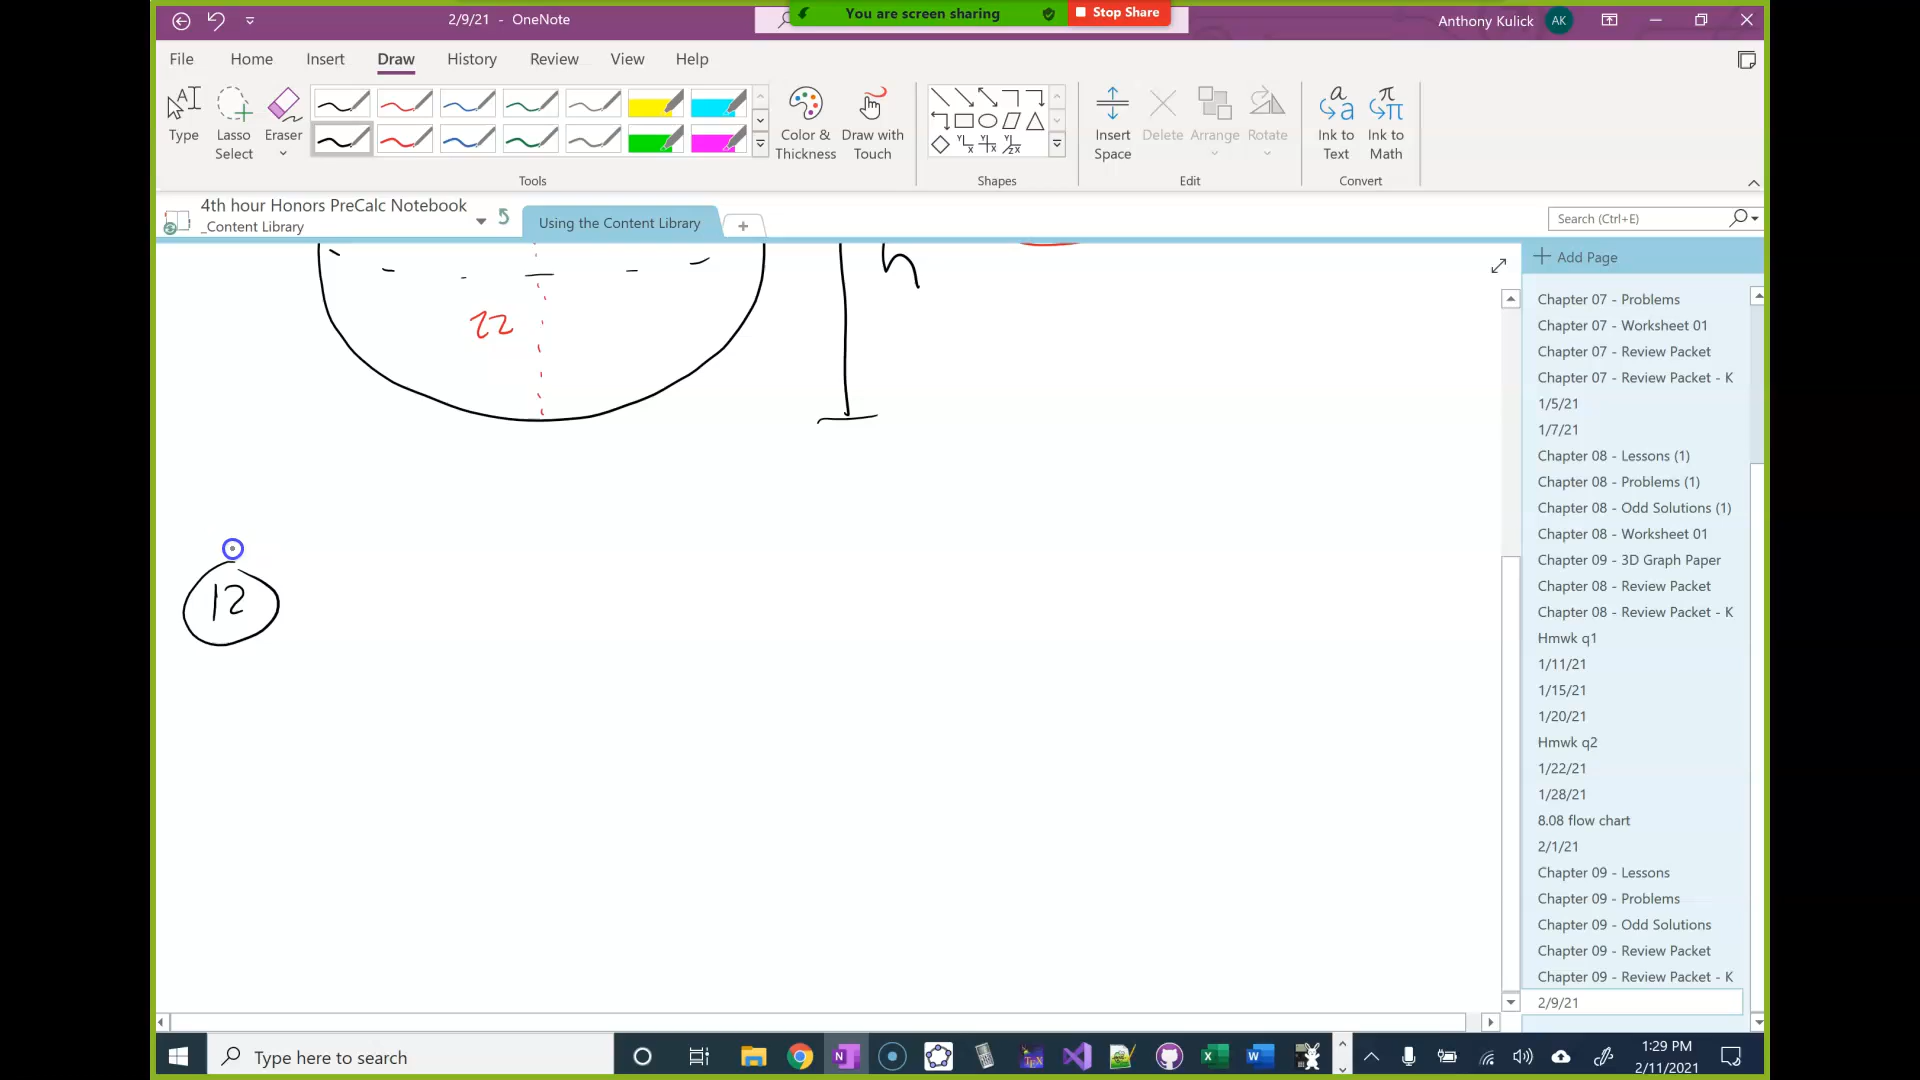 2/9/21 - OneNote
You are screen sharing
Stop Share
Anthony Kulick
AK
File Home Insert Draw History Review View Help
Type
Lasso Select
Eraser
Color & Thickness
Draw with Touch
Insert Space
Delete
Arrange
Rotate
Ink to Text
Ink to Math
Tools
Shapes
Edit
Convert
4th hour Honors PreCalc Notebook
_Content Library
Using the Content Library
Search (Ctrl+E)
h
22
12
Add Page
Chapter 07 - Problems
Chapter 07 - Worksheet 01
Chapter 07 - Review Packet
Chapter 07 - Review Packet - K
1/5/21
1/7/21
Chapter 08 - Lessons (1)
Chapter 08 - Problems (1)
Chapter 08 - Odd Solutions (1)
Chapter 08 - Worksheet 01
Chapter 09 - 3D Graph Paper
Chapter 08 - Review Packet
Chapter 08 - Review Packet - K
Hmwk q1
1/11/21
1/15/21
1/20/21
Hmwk q2
1/22/21
1/28/21
8.08 flow chart
2/1/21
Chapter 09 - Lessons
Chapter 09 - Problems
Chapter 09 - Odd Solutions
Chapter 09 - Review Packet
Chapter 09 - Review Packet - K
2/9/21
Type here to search
1:29 PM
2/11/2021